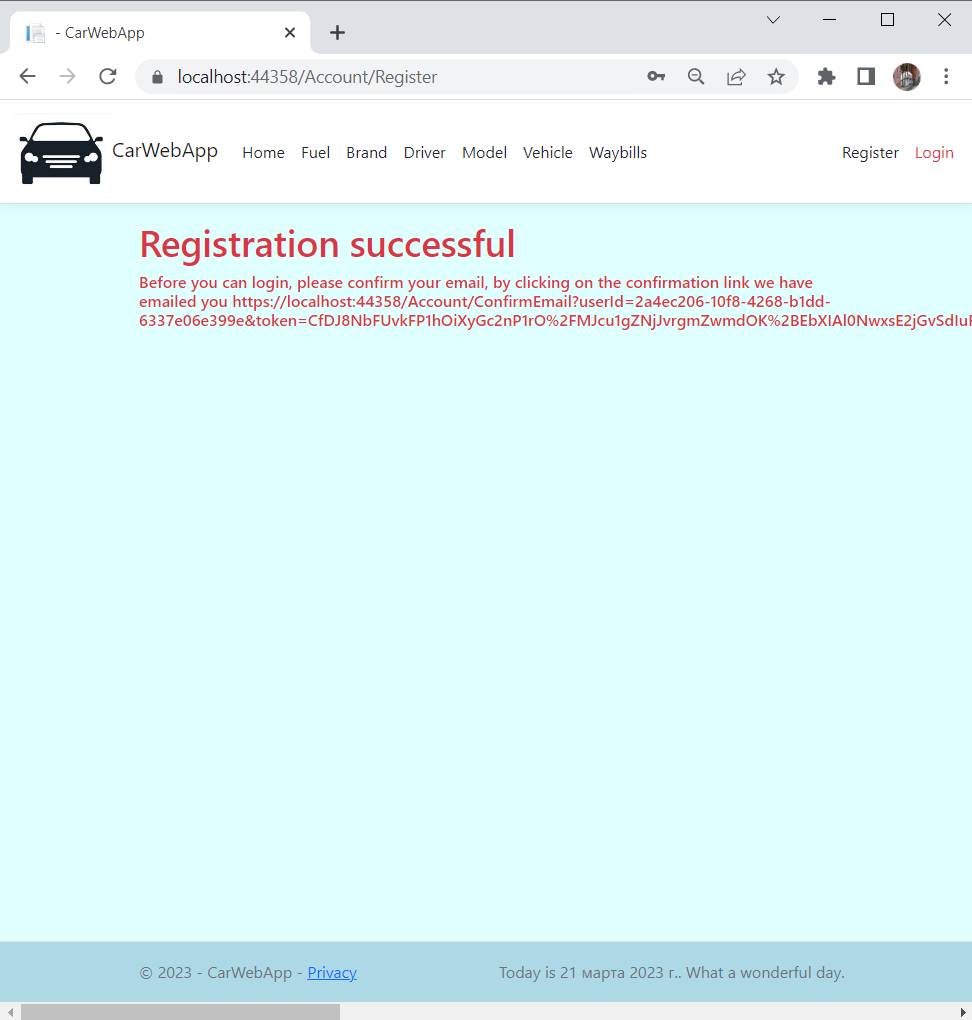 - CarWebApp
localhost:44358/Account/Register
CarWebApp Home Fuel Brand Driver Model Vehicle Waybills Register Login
Registration successful
Before you can login, please confirm your email, by clicking on the confirmation link we have
emailed you https://localhost:44358/Account/ConfirmEmail?userId=2a4ec206-10f8-4268-b1dd-
6337e06e399e&token=CfDJ8NbFUvkFP1hOiXyGc2nP1rO%2FMJcu1gZNjJvrgmZwmdOK%2BEbXIAl0NwxsE2jGvSdIuF
© 2023 - CarWebApp - Privacy Today is 21 марта 2023 г.. What a wonderful day.